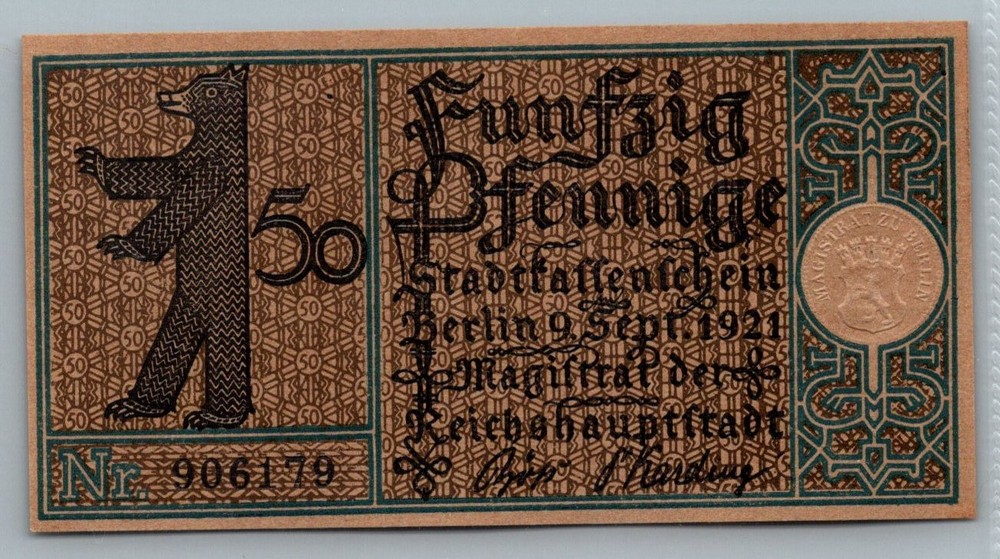 50
Funfzig
Pfennige
Stadtkassenschein
Berlin 9. Sept. 1921
Magistrat der
Reichshauptstadt
Nr. 906179
MAGISTRAT ZU BERLIN